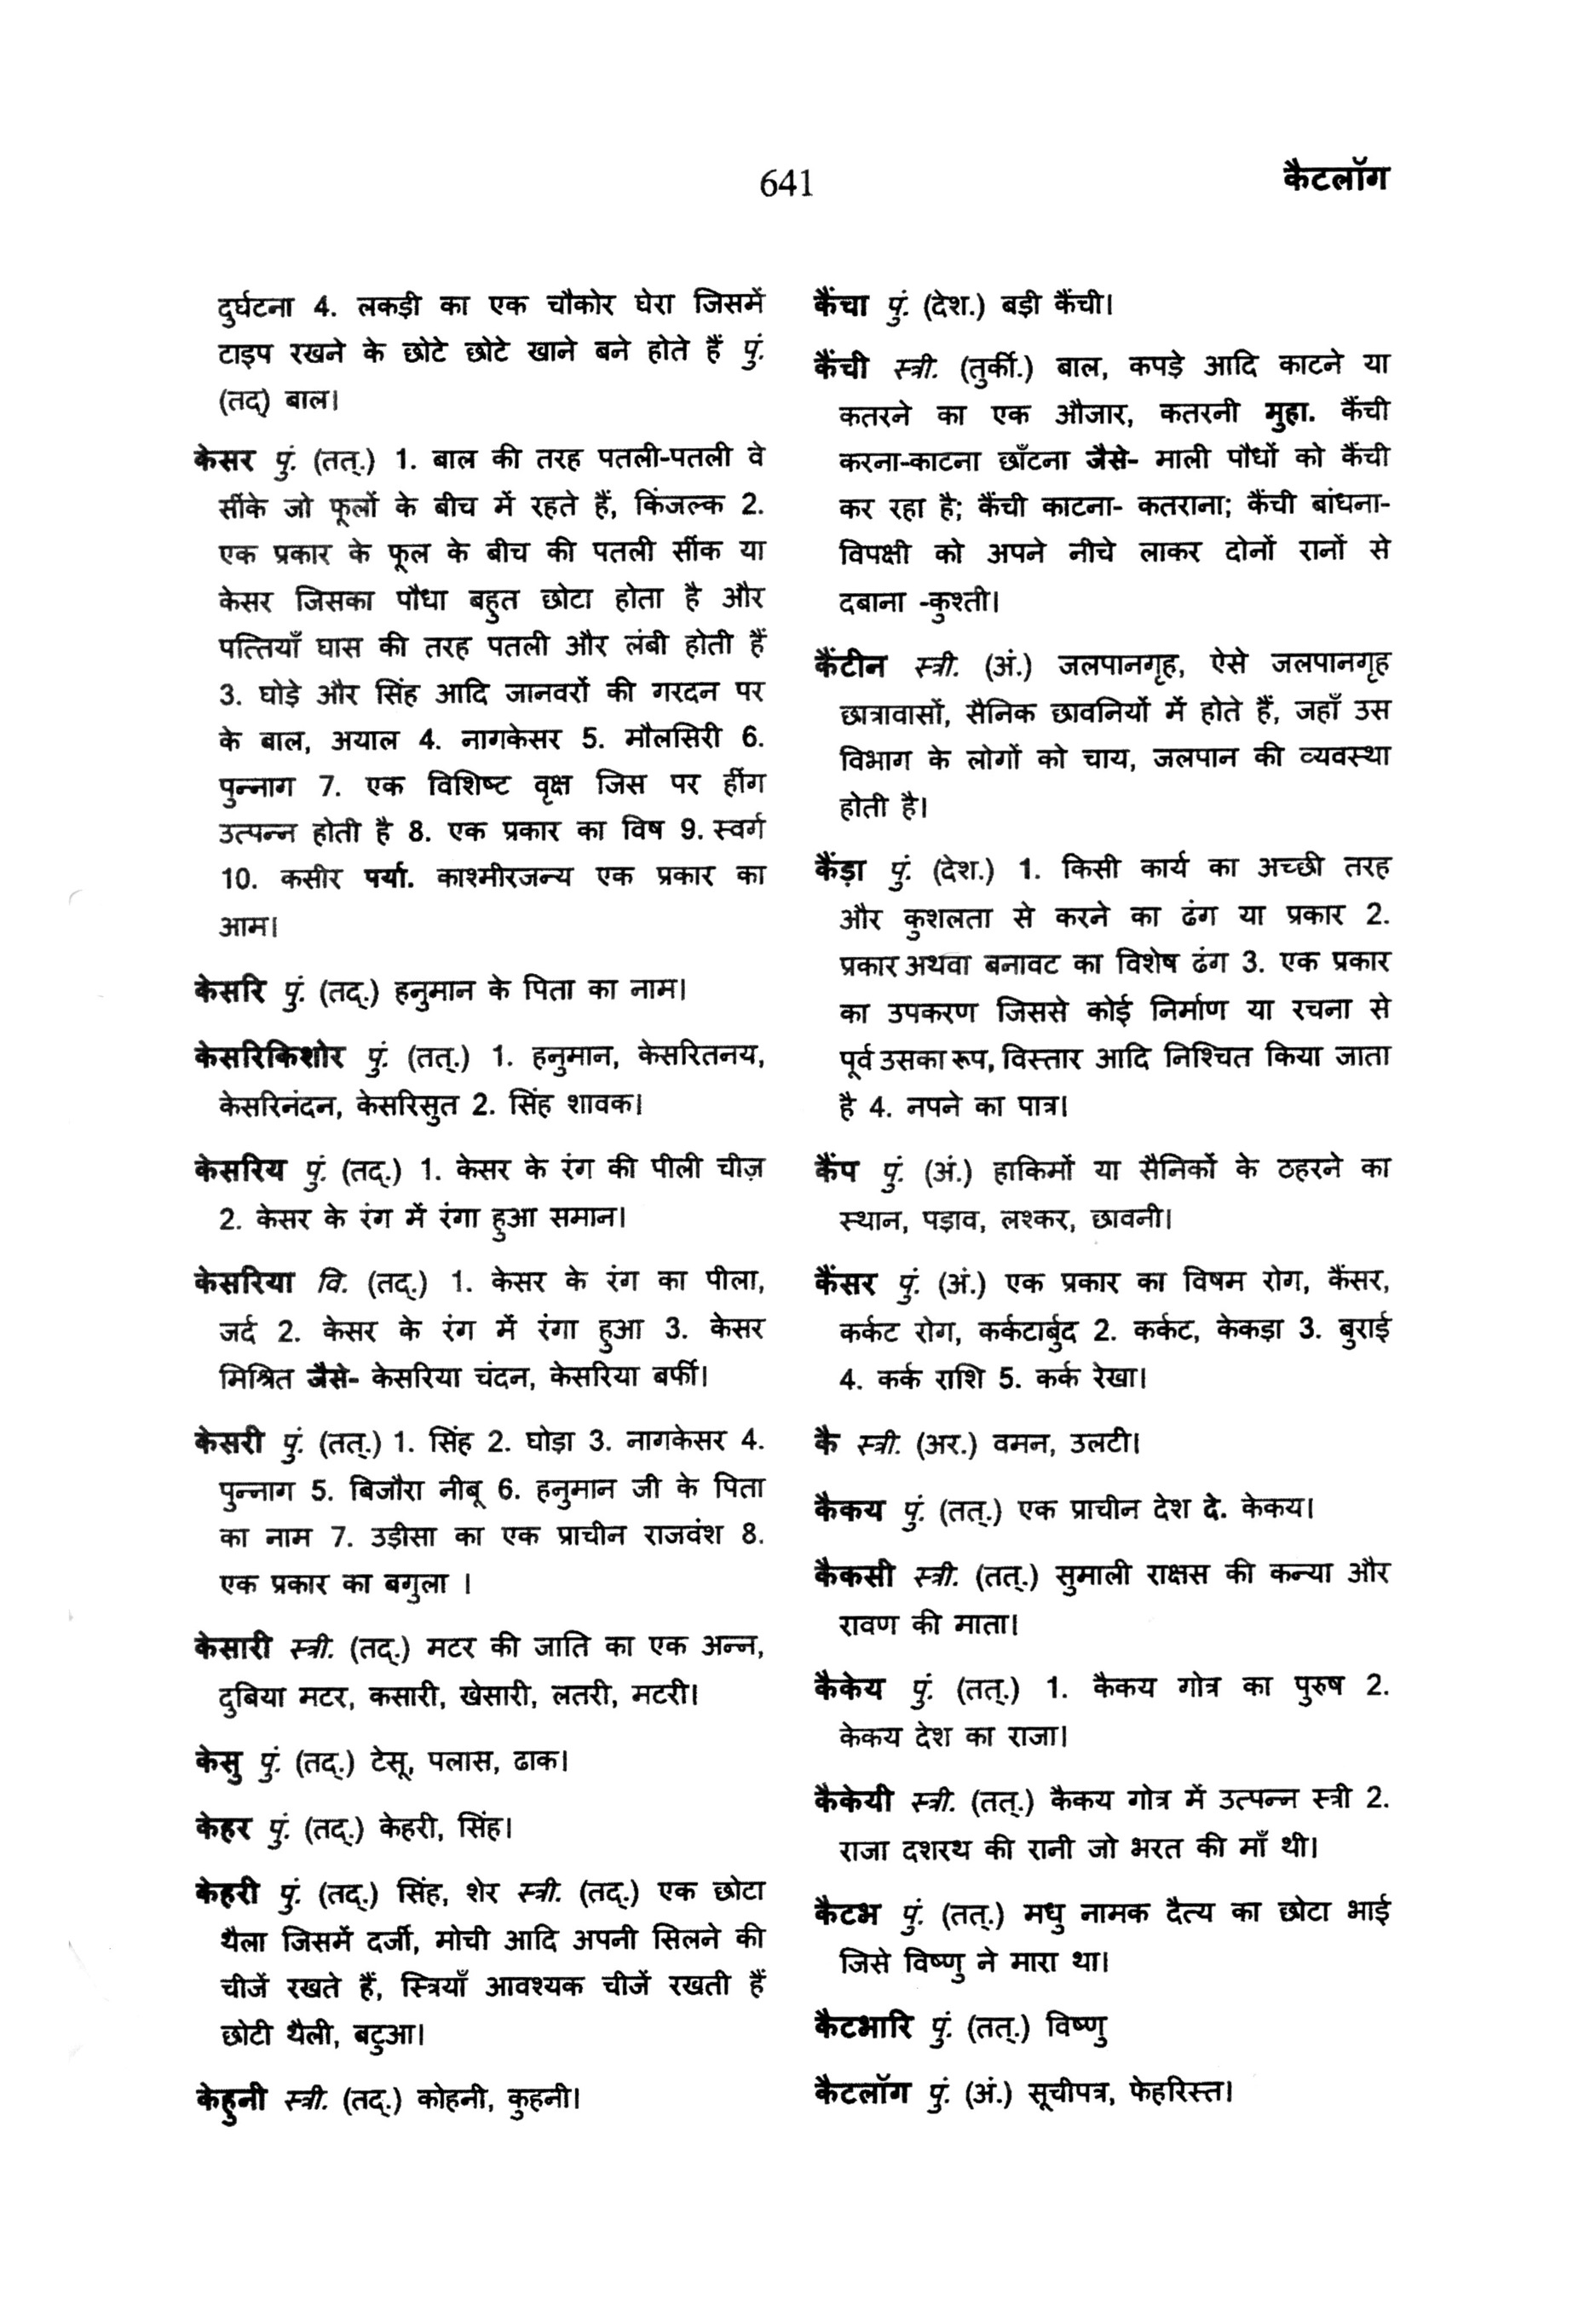 641
कैटलॉग
दुर्घटना 4. लकड़ी का एक चौकोर घेरा जिसमें
टाइप रखने के छोटे छोटे खाने बने होते हैं पुं.
(तद्) बाल।
केसर पुं. (तत्.) 1. बाल की तरह पतली-पतली वे
सींके जो फूलों के बीच में रहते हैं, किंजल्क 2.
एक प्रकार के फूल के बीच की पतली सींक या
केसर जिसका पौधा बहुत छोटा होता है और
पत्तियाँ घास की तरह पतली और लंबी होती हैं
3. घोड़े और सिंह आदि जानवरों की गरदन पर
के बाल, अयाल 4. नागकेसर 5. मौलसिरी 6.
पुन्नाग 7. एक विशिष्ट वृक्ष जिस पर हींग
उत्पन्न होती है 8. एक प्रकार का विष 9. स्वर्ग
10. कसीर पर्या. काश्मीरजन्य एक प्रकार का
आम।
केसरि पुं. (तद्.) हनुमान के पिता का नाम।
केसरिकिशोर पुं. (तत्.) 1. हनुमान, केसरितनय,
केसरिनंदन, केसरिसुत 2. सिंह शावक।
केसरिय पुं. (तद्.) 1. केसर के रंग की पीली चीज़
2. केसर के रंग में रंगा हुआ समान।
केसरिया वि. (तद्.) 1. केसर के रंग का पीला,
जर्द 2. केसर के रंग में रंगा हुआ 3. केसर
मिश्रित जैसे- केसरिया चंदन, केसरिया बर्फी।
केसरी पुं. (तत्.) 1. सिंह 2. घोड़ा 3. नागकेसर 4.
पुन्नाग 5. बिजौरा नीबू 6. हनुमान जी के पिता
का नाम 7. उड़ीसा का एक प्राचीन राजवंश 8.
एक प्रकार का बगुला ।
केसारी स्त्री. (तद्.) मटर की जाति का एक अन्न,
दुबिया मटर, कसारी, खेसारी, लतरी, मटरी।
केसु पुं. (तद्.) टेसू, पलास, ढाक।
केहर पुं. (तद्.) केहरी, सिंह।
केहरी पुं. (तद्.) सिंह, शेर स्त्री. (तद्.) एक छोटा
थैला जिसमें दर्जी, मोची आदि अपनी सिलने की
चीजें रखते हैं, स्त्रियाँ आवश्यक चीजें रखती हैं
छोटी थैली, बटुआ।
केहुनी स्त्री. (तद्.) कोहनी, कुहनी।
कैंचा पुं. (देश.) बड़ी कैंची।
कैंची स्त्री. (तुर्की.) बाल, कपड़े आदि काटने या
कतरने का एक औजार, कतरनी मुहा. कैंची
करना-काटना छाँटना जैसे- माली पौधों को कैंची
कर रहा है; कैंची काटना- कतराना; कैंची बांधना-
विपक्षी को अपने नीचे लाकर दोनों रानों से
दबाना -कुश्ती।
कैंटीन स्त्री. (अं.) जलपानगृह, ऐसे जलपानगृह
छात्रावासों, सैनिक छावनियों में होते हैं, जहाँ उस
विभाग के लोगों को चाय, जलपान की व्यवस्था
होती है।
कैंड़ा पुं. (देश.) 1. किसी कार्य का अच्छी तरह
और कुशलता से करने का ढंग या प्रकार 2.
प्रकार अथवा बनावट का विशेष ढंग 3. एक प्रकार
का उपकरण जिससे कोई निर्माण या रचना से
पूर्व उसका रूप, विस्तार आदि निश्चित किया जाता
है 4. नपने का पात्र।
कैंप पुं. (अं.) हाकिमों या सैनिकों के ठहरने का
स्थान, पड़ाव, लश्कर, छावनी।
कैंसर पुं. (अं.) एक प्रकार का विषम रोग, कैंसर,
कर्कट रोग, कर्कटार्बुद 2. कर्कट, केकड़ा 3. बुराई
4. कर्क राशि 5. कर्क रेखा।
कै स्त्री. (अर.) वमन, उलटी।
कैकय पुं. (तत्.) एक प्राचीन देश दे. केकय।
कैकसी स्त्री. (तत्.) सुमाली राक्षस की कन्या और
रावण की माता।
कैकेय पुं. (तत्.) 1. कैकय गोत्र का पुरुष 2.
केकय देश का राजा।
कैकेयी स्त्री. (तत्.) कैकय गोत्र में उत्पन्न स्त्री 2.
राजा दशरथ की रानी जो भरत की माँ थी।
कैटभ पुं. (तत्.) मधु नामक दैत्य का छोटा भाई
जिसे विष्णु ने मारा था।
कैटभारि पुं. (तत्.) विष्णु
कैटलॉग पुं. (अं.) सूचीपत्र, फेहरिस्त।